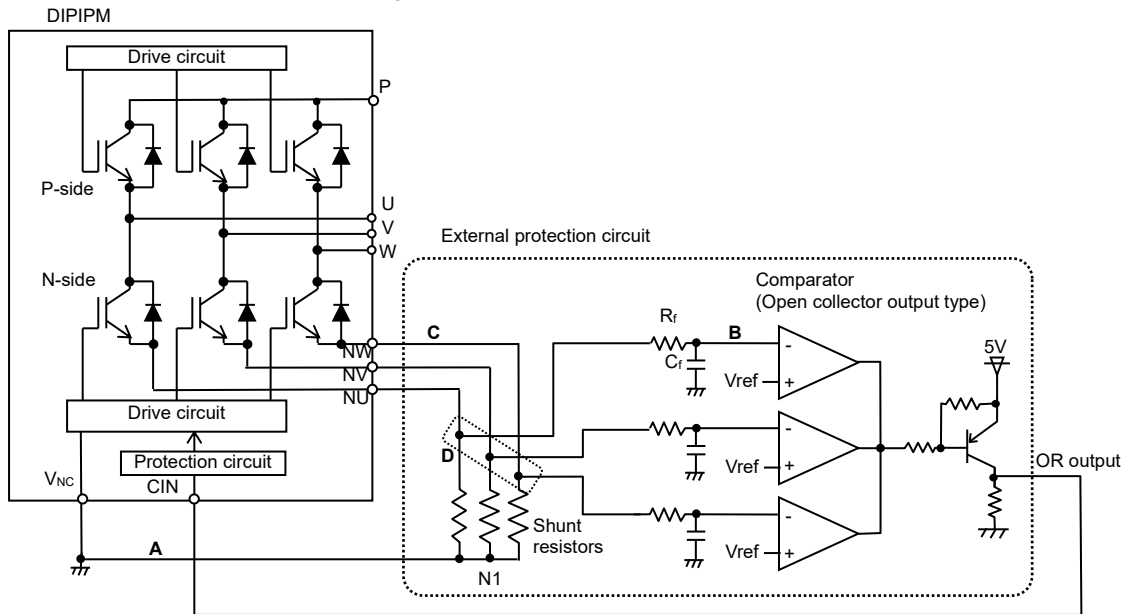 DIPIPM
Drive circuit
P
P-side
U
V
W
N-side
NW
NV
NU
Drive circuit
Protection circuit
VNC
CIN
A
External protection circuit
Comparator
(Open collector output type)
C
Rf
B
Cf
-
Vref
+
5V
D
-
Vref
+
OR output
-
Vref
+
Shunt
resistors
N1